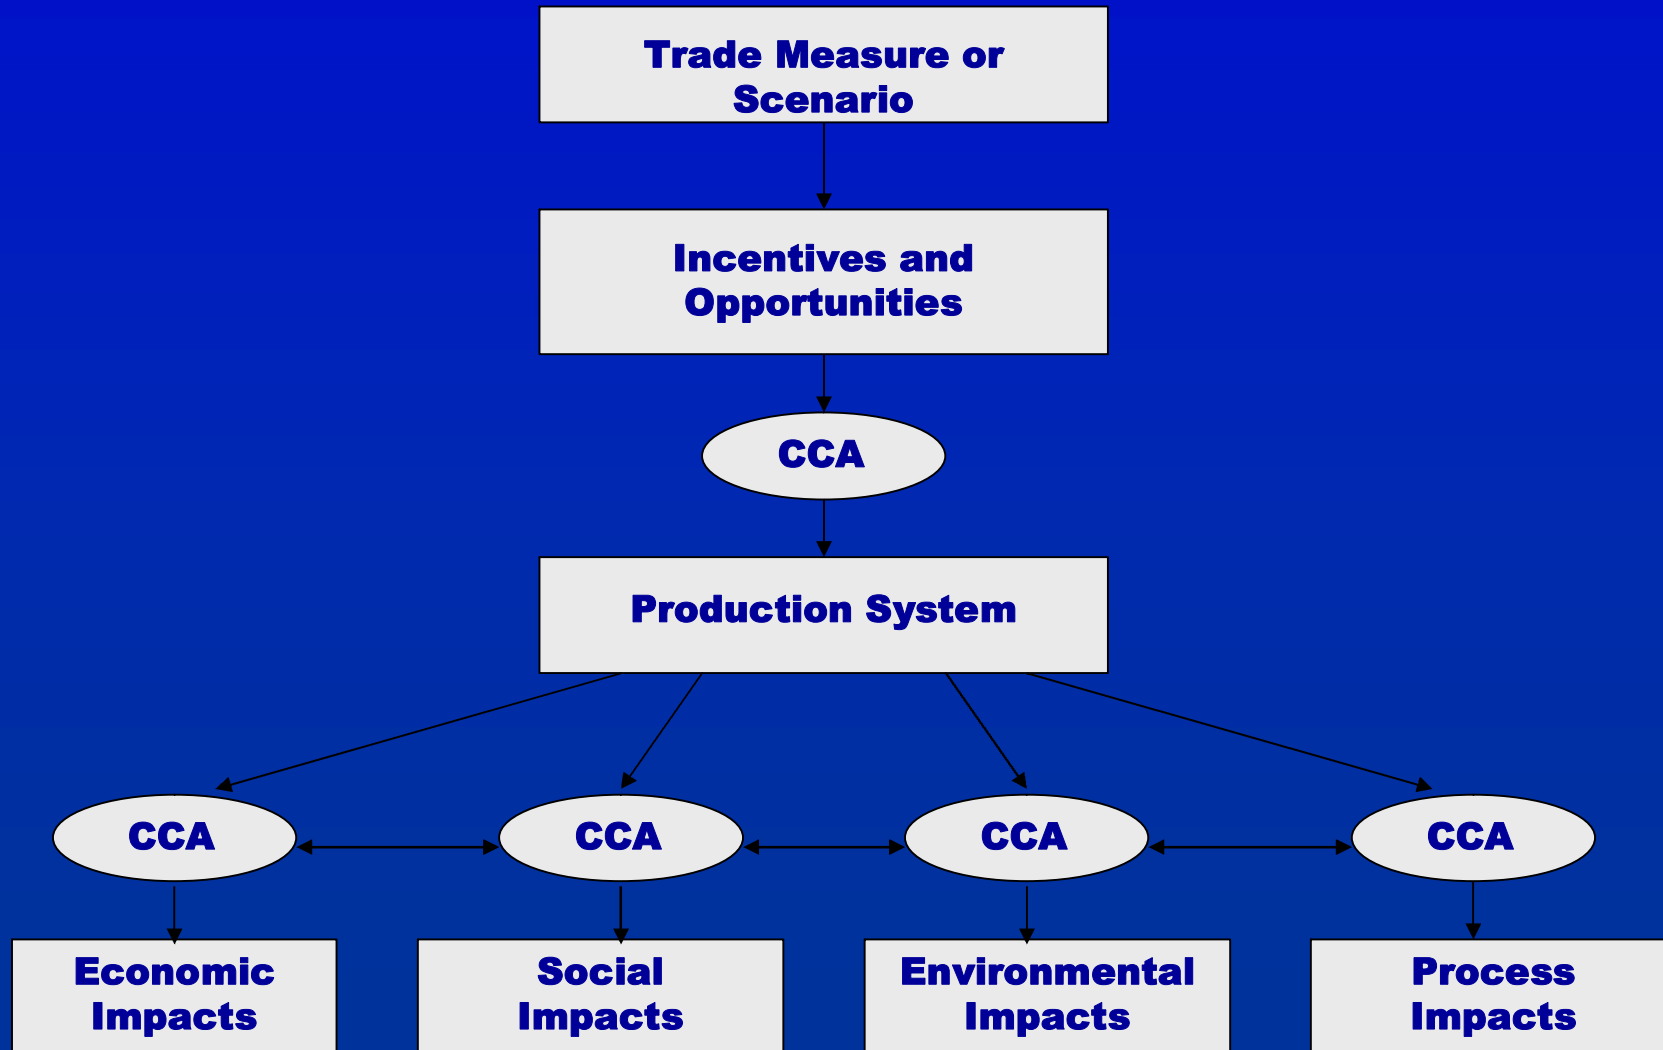 Trade Measure or
Scenario
Incentives and
Opportunities
CCA
Production System
CCA
CCA
CCA
CCA
Economic
Impacts
Social
Impacts
Environmental
Impacts
Process
Impacts